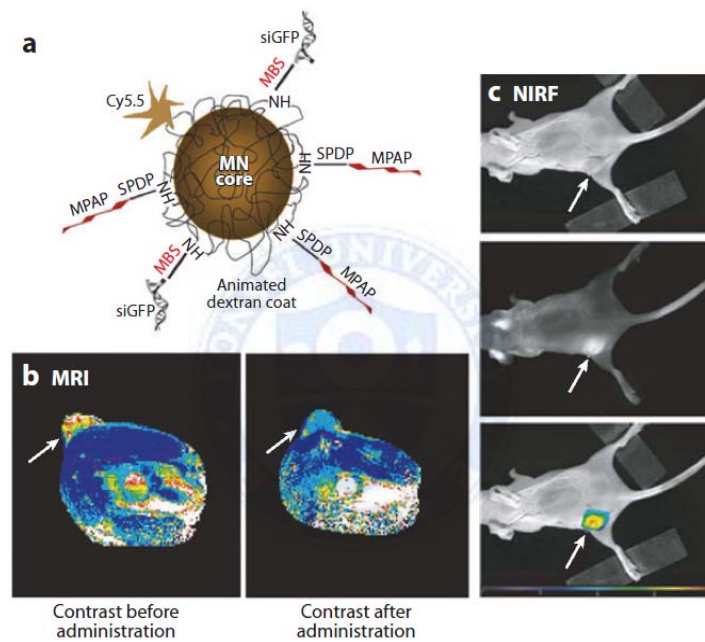 a
siGFP
MBS
Cy5.5
NH
MN
core
NH
SPDP
MPAP
MPAP
SPDP
NH
NH
SPDP
MPAP
MBS
NH
siGFP
Animated
dextran coat
b MRI
Contrast before
administration
Contrast after
administration
c NIRF